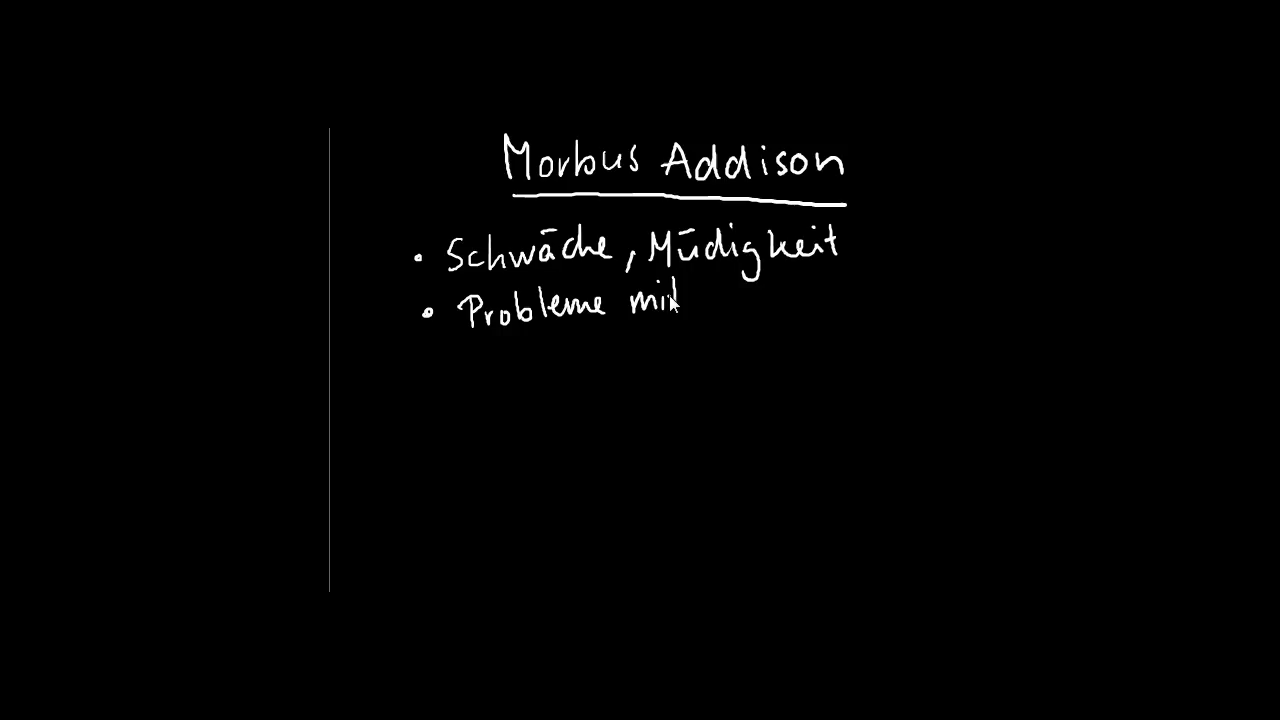 Morbus Addison
• Schwäche, Müdigkeit
• Probleme mit